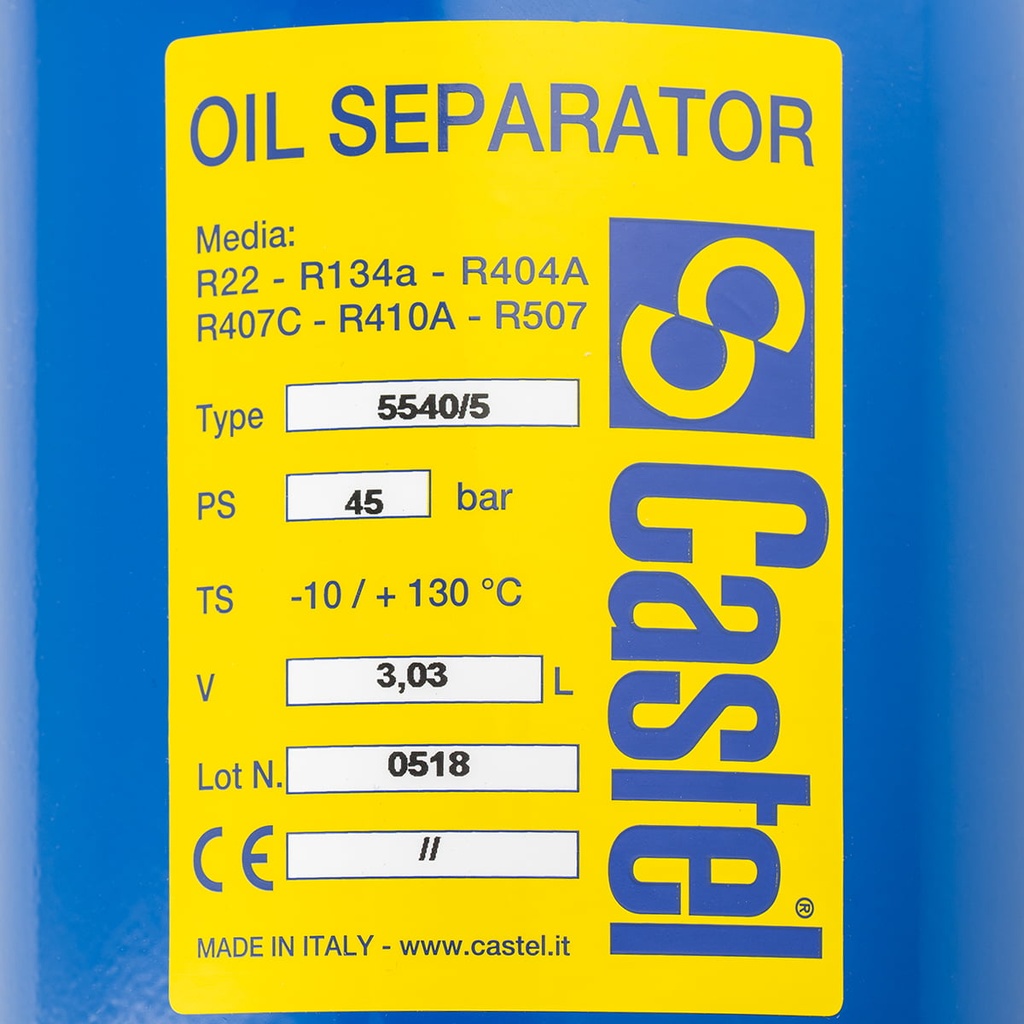 OIL SEPARATOR
Media:
R22 - R134a - R404A
R407C - R410A - R507
Type 5540/5
PS 45 bar
TS -10 / + 130 °C
V 3,03 L
Lot N. 0518
CE //
MADE IN ITALY - www.castel.it
Castel®